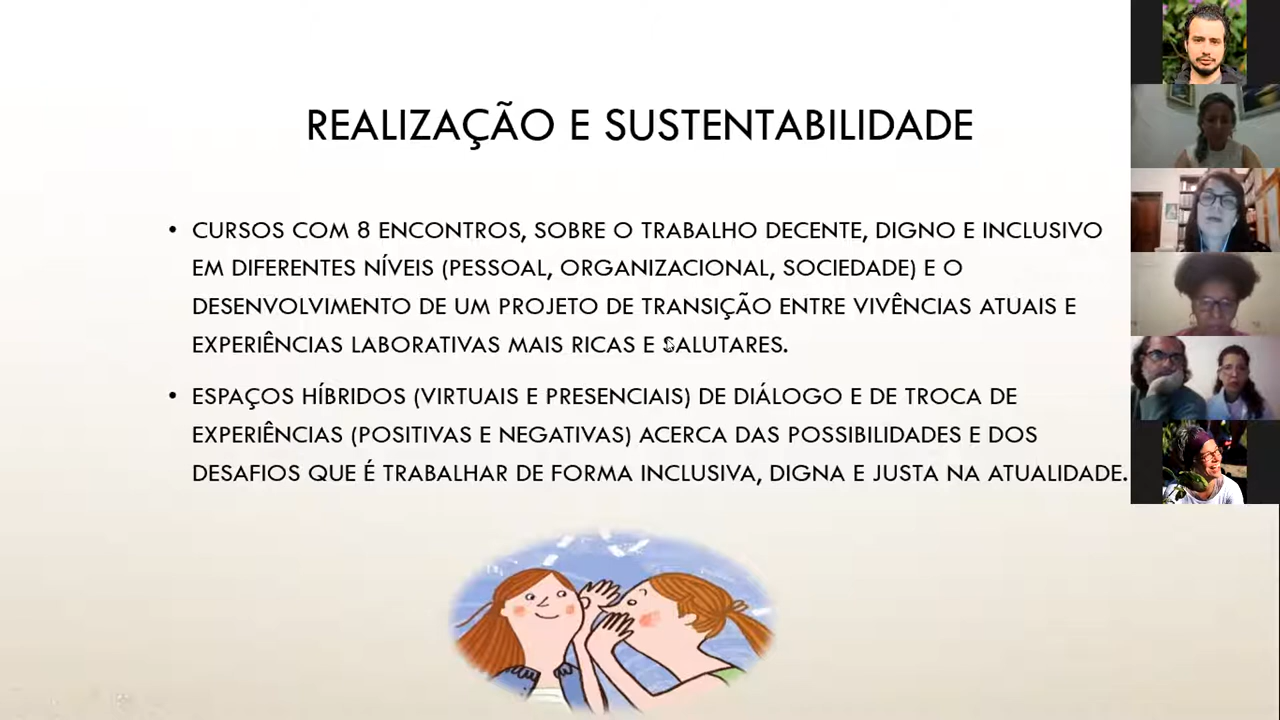 REALIZAÇÃO E SUSTENTABILIDADE
• CURSOS COM 8 ENCONTROS, SOBRE O TRABALHO DECENTE, DIGNO E INCLUSIVO
EM DIFERENTES NÍVEIS (PESSOAL, ORGANIZACIONAL, SOCIEDADE) E O
DESENVOLVIMENTO DE UM PROJETO DE TRANSIÇÃO ENTRE VIVÊNCIAS ATUAIS E
EXPERIÊNCIAS LABORATIVAS MAIS RICAS E SALUTARES.
• ESPAÇOS HÍBRIDOS (VIRTUAIS E PRESENCIAIS) DE DIÁLOGO E DE TROCA DE
EXPERIÊNCIAS (POSITIVAS E NEGATIVAS) ACERCA DAS POSSIBILIDADES E DOS
DESAFIOS QUE É TRABALHAR DE FORMA INCLUSIVA, DIGNA E JUSTA NA ATUALIDADE.